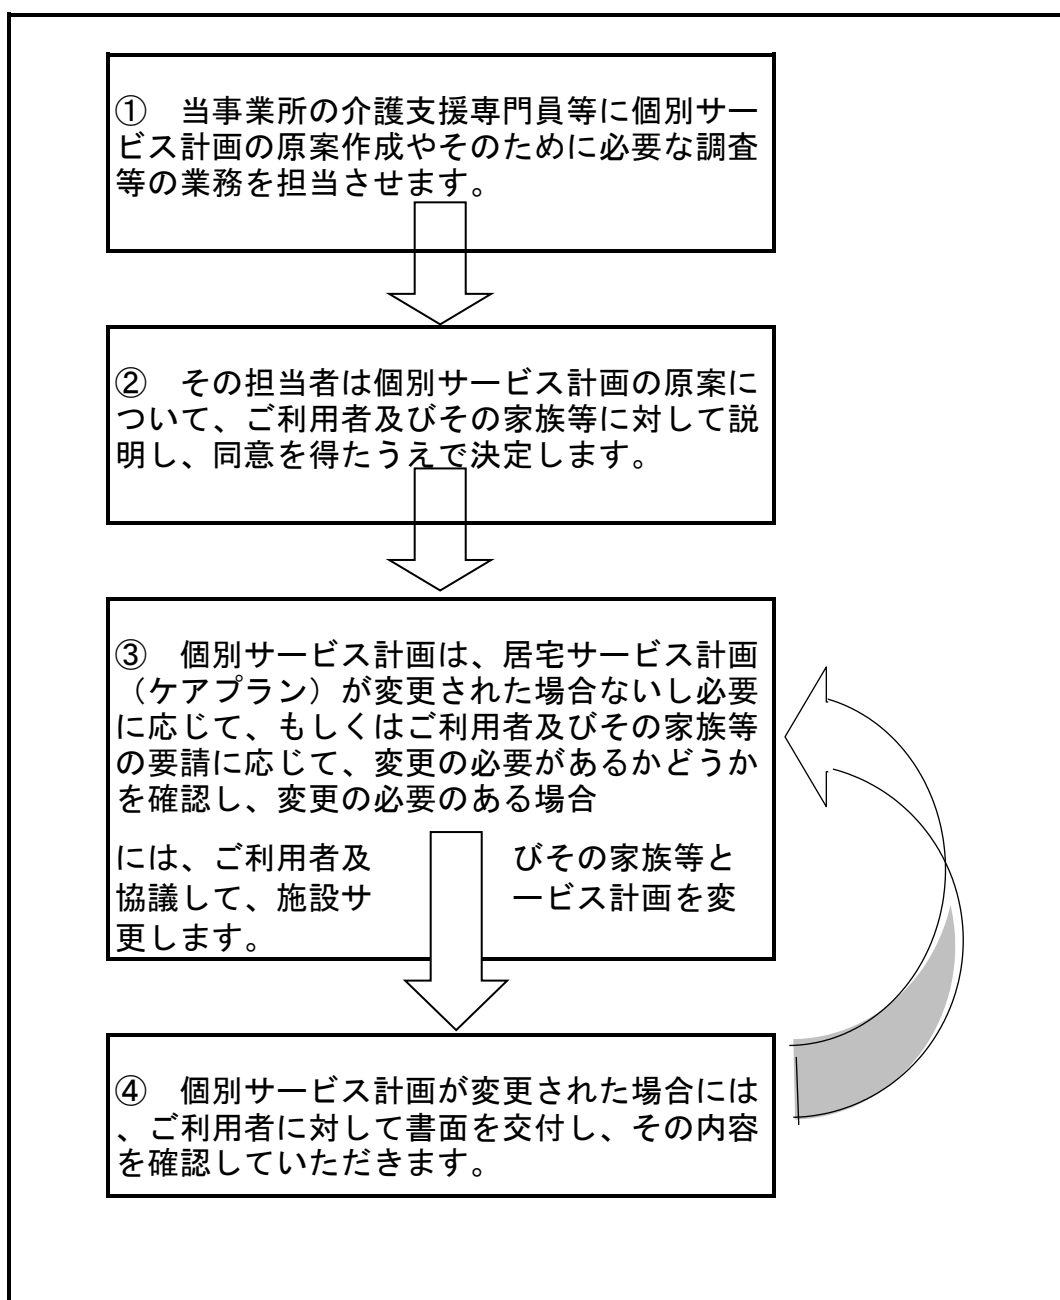 ①　当事業所の介護支援専門員等に個別サー
ビス計画の原案作成やそのために必要な調査
等の業務を担当させます。
②　その担当者は個別サービス計画の原案に
ついて、ご利用者及びその家族等に対して説
明し、同意を得たうえで決定します。
③　個別サービス計画は、居宅サービス計画
（ケアプラン）が変更された場合ないし必要
に応じて、もしくはご利用者及びその家族等
の要請に応じて、変更の必要があるかどうか
を確認し、変更の必要のある場合
には、ご利用者及　　　　びその家族等と
協議して、施設サ　　　　ービス計画を変
更します。
④　個別サービス計画が変更された場合には
、ご利用者に対して書面を交付し、その内容
を確認していただきます。